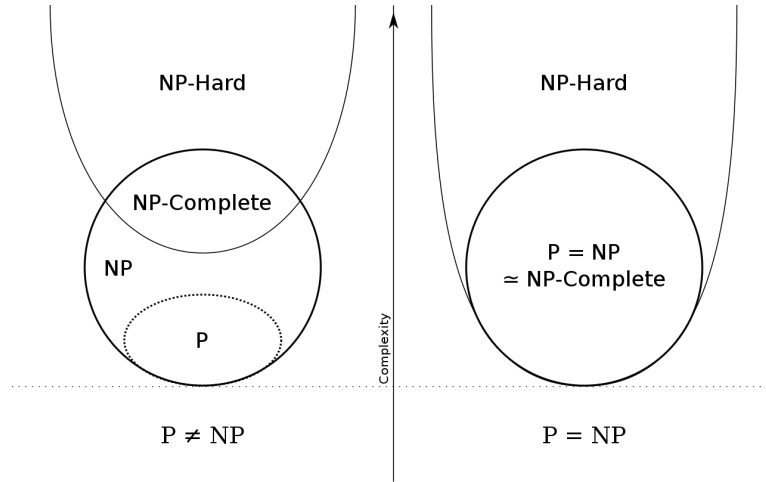 NP-Hard
NP-Complete
NP
P
P ≠ NP
Complexity
NP-Hard
P = NP
≃ NP-Complete
P = NP